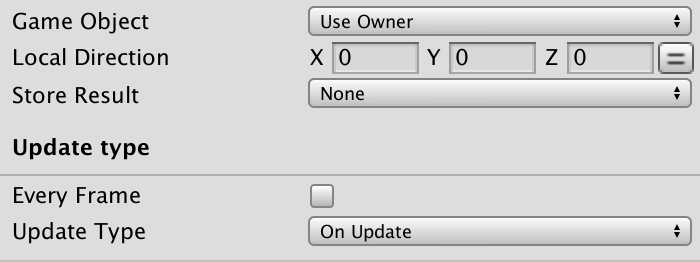 Game Object Use Owner
Local Direction X 0 Y 0 Z 0 =
Store Result None
Update type
Every Frame
Update Type On Update